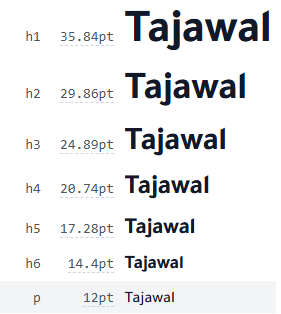 h1 35.84pt Tajawal
h2 29.86pt Tajawal
h3 24.89pt Tajawal
h4 20.74pt Tajawal
h5 17.28pt Tajawal
h6 14.4pt Tajawal
p 12pt Tajawal